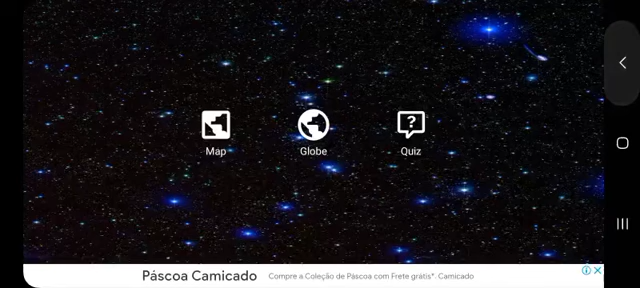 Map
Globe
Quiz
Páscoa Camicado
Compre a Coleção de Páscoa com Frete grátis*. Camicado